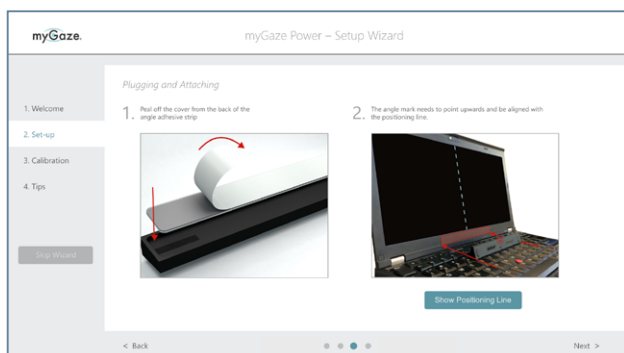 myGaze.
myGaze Power – Setup Wizard
Plugging and Attaching
1. Welcome
2. Set-up
3. Calibration
4. Tips
Skip Wizard
1. Peal off the cover from the back of the
angle adhesive strip
2. The angle mark needs to point upwards and be aligned with
the positioning line.
Show Positioning Line
< Back
Next >